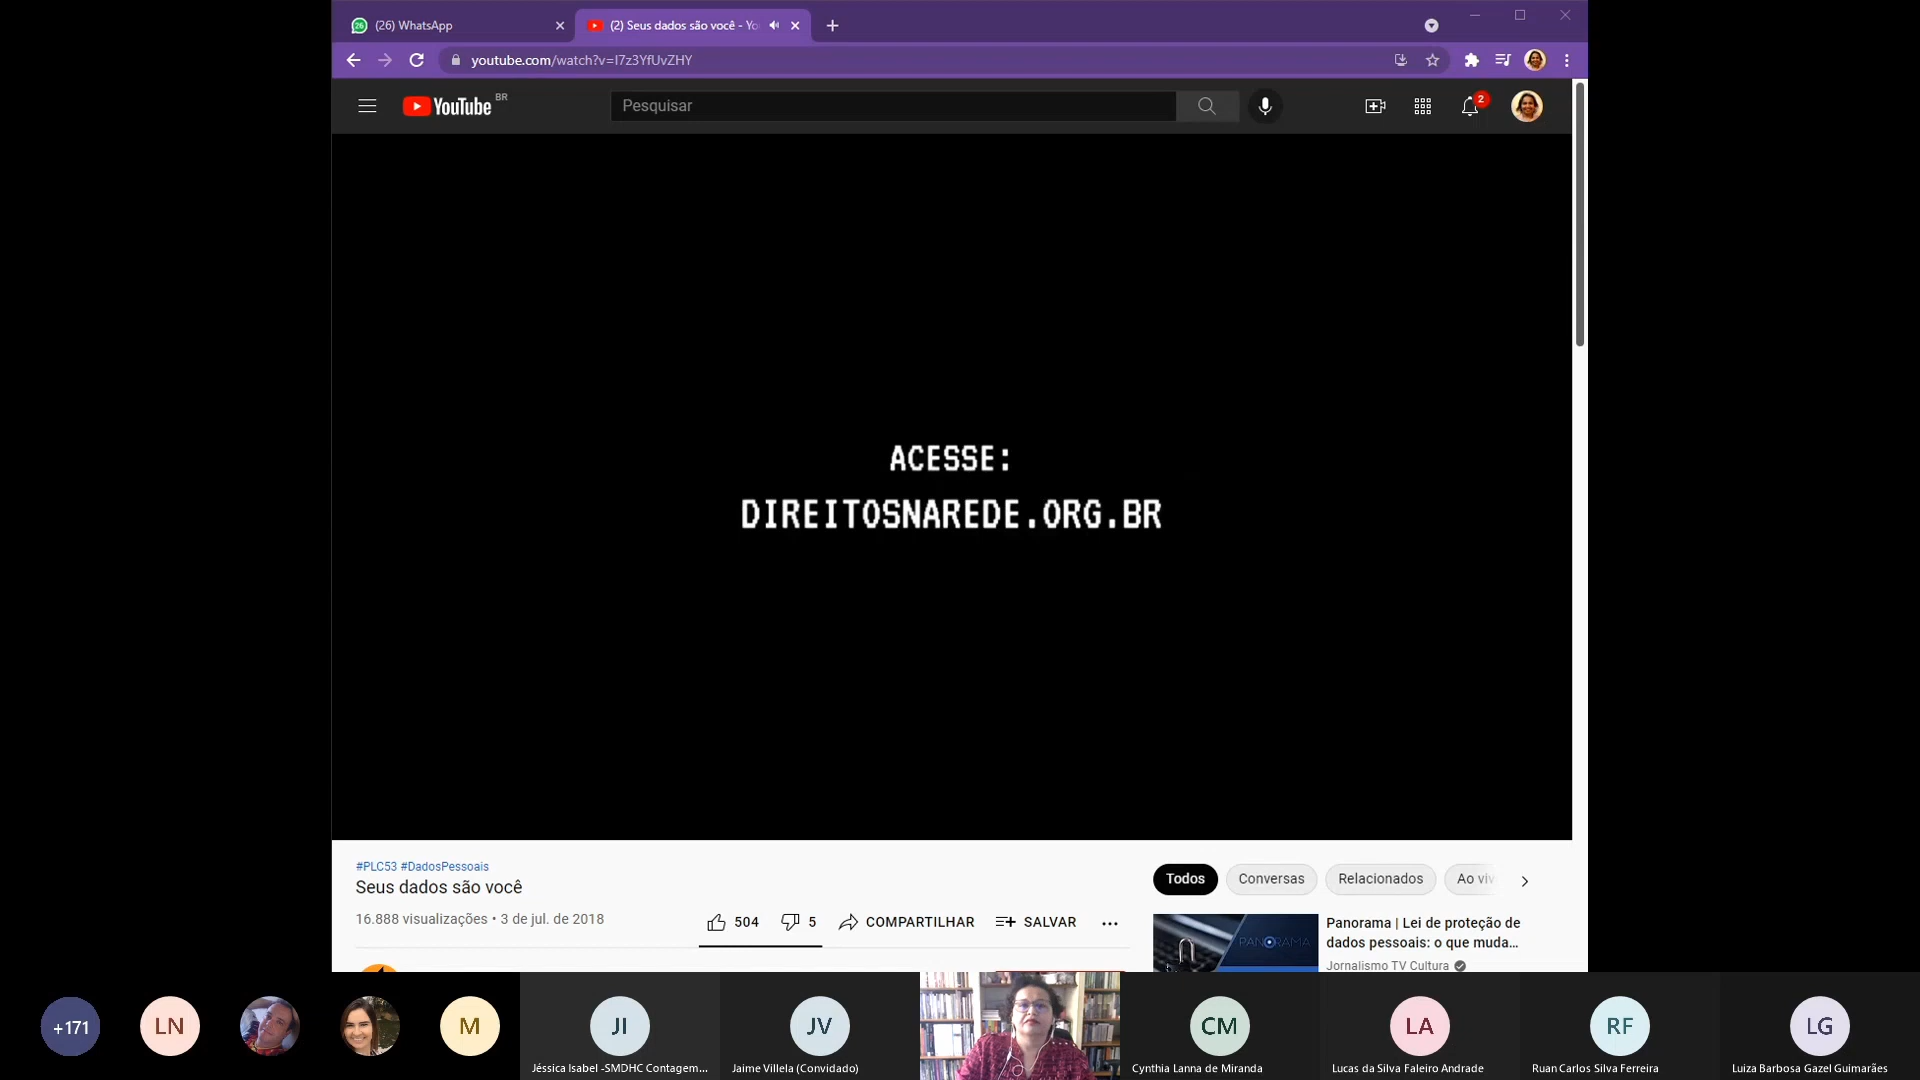 (26) WhatsApp
(2) Seus dados são você - Yo
youtube.com/watch?v=I7z3YfUvZHY
YouTube BR
Pesquisar
2
ACESSE:
DIREITOSNAREDE.ORG.BR
#PLC53 #DadosPessoais
Seus dados são você
16.888 visualizações • 3 de jul. de 2018
504
5
COMPARTILHAR
SALVAR
Todos
Conversas
Relacionados
Ao viv
Panorama | Lei de proteção de
dados pessoais: o que muda...
Jornalismo TV Cultura
PANORAMA
+171
LN
M
JI
JV
CM
LA
RF
LG
Jéssica Isabel -SMDHC Contagem...
Jaime Villela (Convidado)
Cynthia Lanna de Miranda
Lucas da Silva Faleiro Andrade
Ruan Carlos Silva Ferreira
Luiza Barbosa Gazel Guimarães